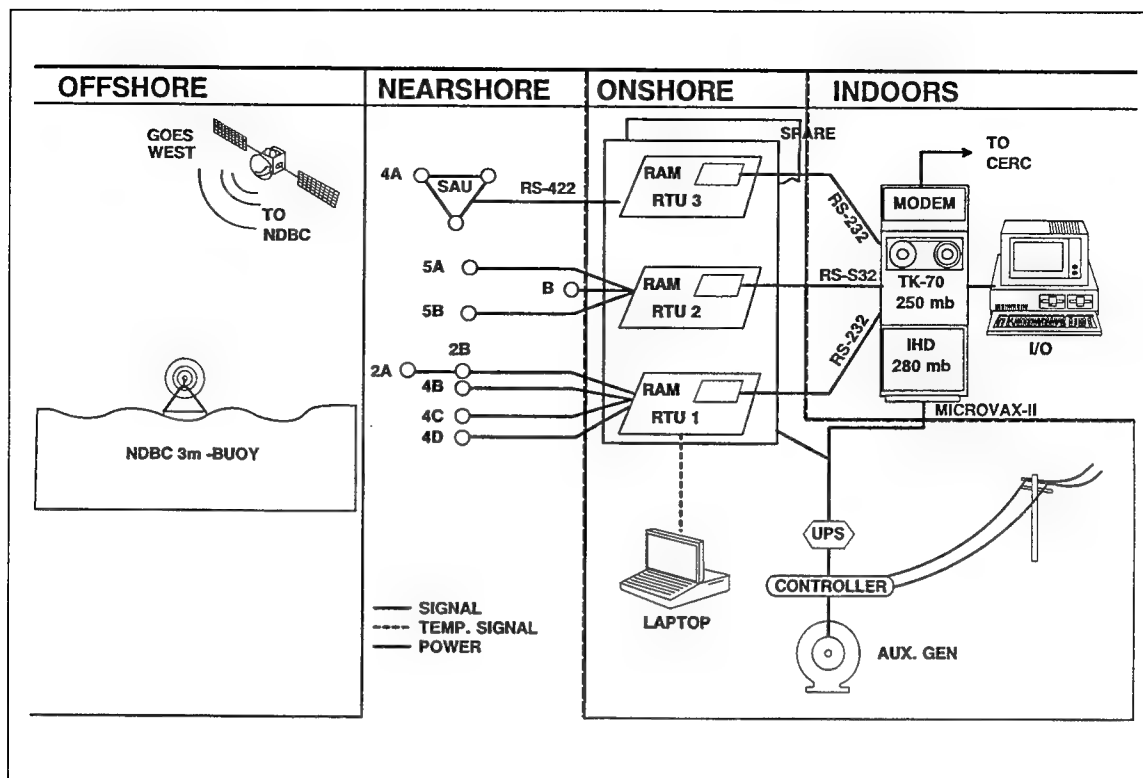 OFFSHORE
NEARSHORE
ONSHORE
INDOORS
GOES
WEST
TO
NDBC
NDBC 3m -BUOY
4A
SAU
RS-422
5A
B
5B
2B
2A
4B
4C
4D
SPARE
RAM
RTU 3
RAM
RTU 2
RAM
RTU 1
RS-232
RS-S32
RS-232
TO
CERC
MODEM
TK-70
250 mb
IHD
280 mb
I/O
MICROVAX-II
LAPTOP
UPS
CONTROLLER
AUX. GEN
SIGNAL
TEMP. SIGNAL
POWER